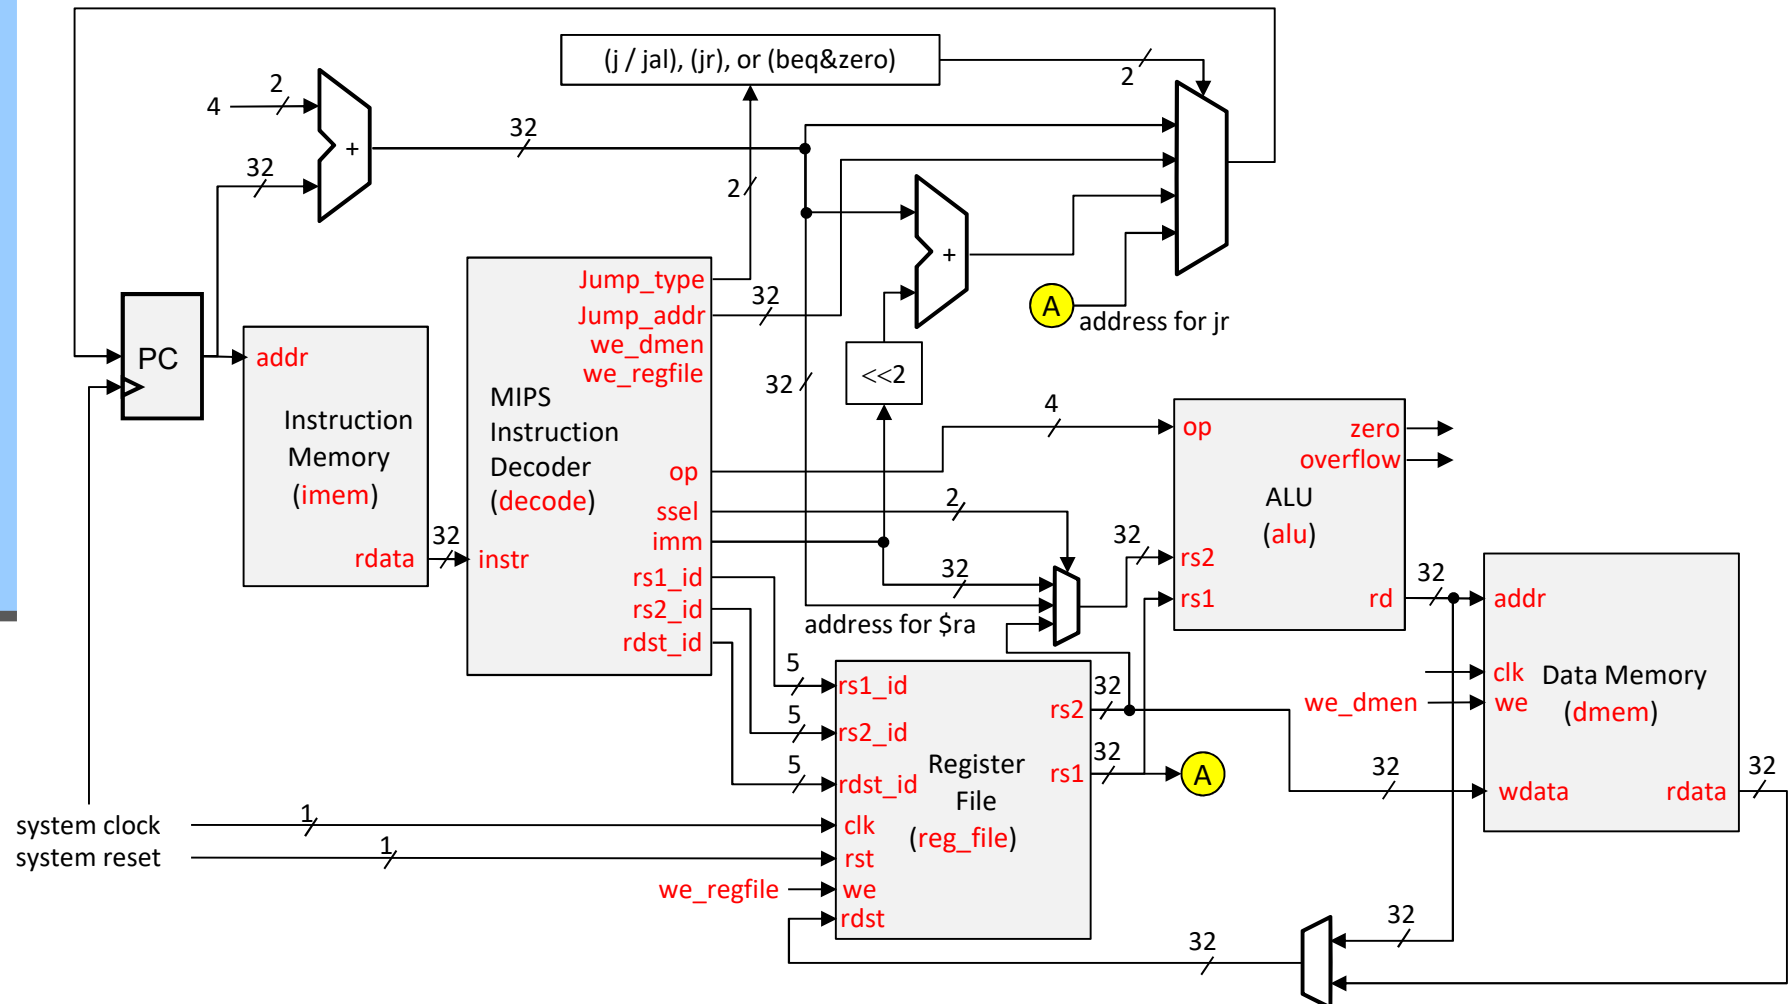 (j / jal), (jr), or (beq&zero)
2
2
4
+
32
32
2
+
A
address for jr
<<2
32
PC
addr
Instruction
Memory
(imem)
rdata
32
Jump_type
Jump_addr
we_dmen
we_regfile
MIPS
Instruction
Decoder
(decode)
op
ssel
imm
instr
rs1_id
rs2_id
rdst_id
32
4
2
32
address for $ra
32
op
zero
overflow
ALU
(alu)
rs2
rs1
rd
32
addr
clk
we
Data Memory
(dmem)
we_dmen
wdata
rdata
32
32
5
rs1_id
5
rs2_id
5
rdst_id
Register
File
(reg_file)
rs2
32
rs1
32
A
clk
rst
we
rdst
system clock
1
system reset
1
we_regfile
32
32